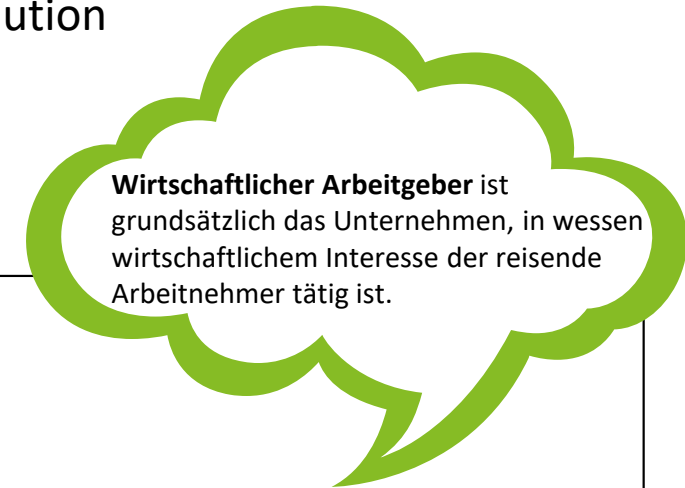 ution
Wirtschaftlicher Arbeitgeber ist
grundsätzlich das Unternehmen, in wessen
wirtschaftlichem Interesse der reisende
Arbeitnehmer tätig ist.